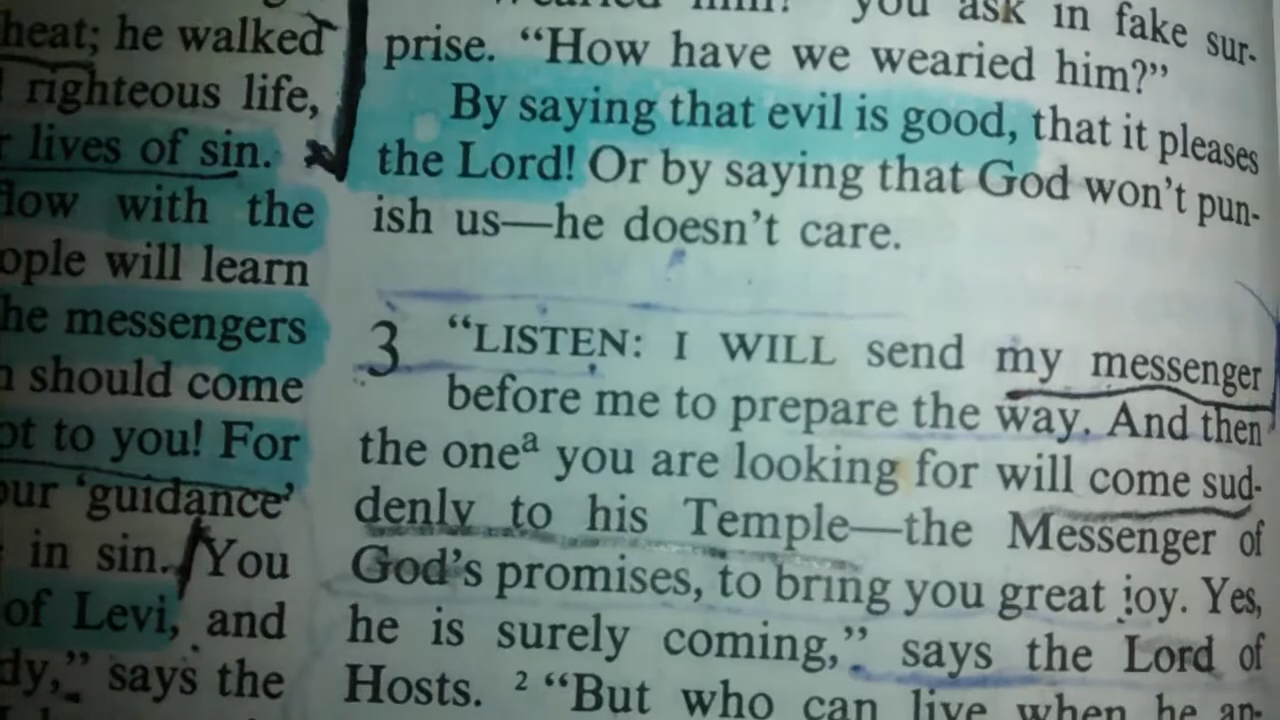 heat; he walked
righteous life,
lives of sin.
with the
will learn
messengers
should come
to you! For
'guidance'
in sin. You
of Levi, and
says the
wearied him?" you ask in fake sur-
prise. "How have we wearied him?"
By saying that evil is good, that it pleases
the Lord! Or by saying that God won't pun-
ish us—he doesn't care.
3 "LISTEN: I WILL send my messenger
before me to prepare the way. And then
the oneᵃ you are looking for will come sud-
denly to his Temple—the Messenger of
God's promises, to bring you great joy. Yes,
he is surely coming," says the Lord of
Hosts. ² "But who can live when he ap-